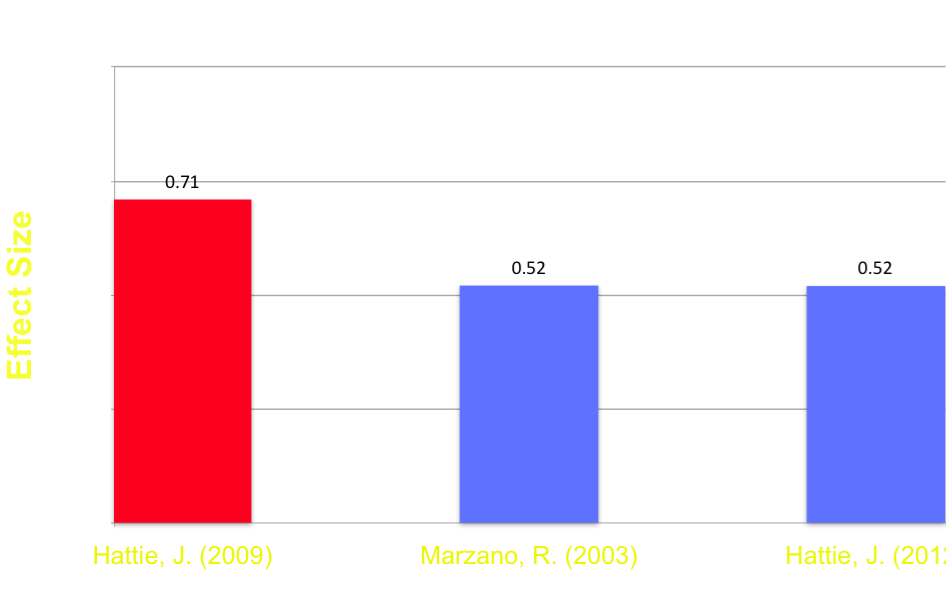 0.71
0.52
0.52
Effect Size
Hattie, J. (2009)
Marzano, R. (2003)
Hattie, J. (201